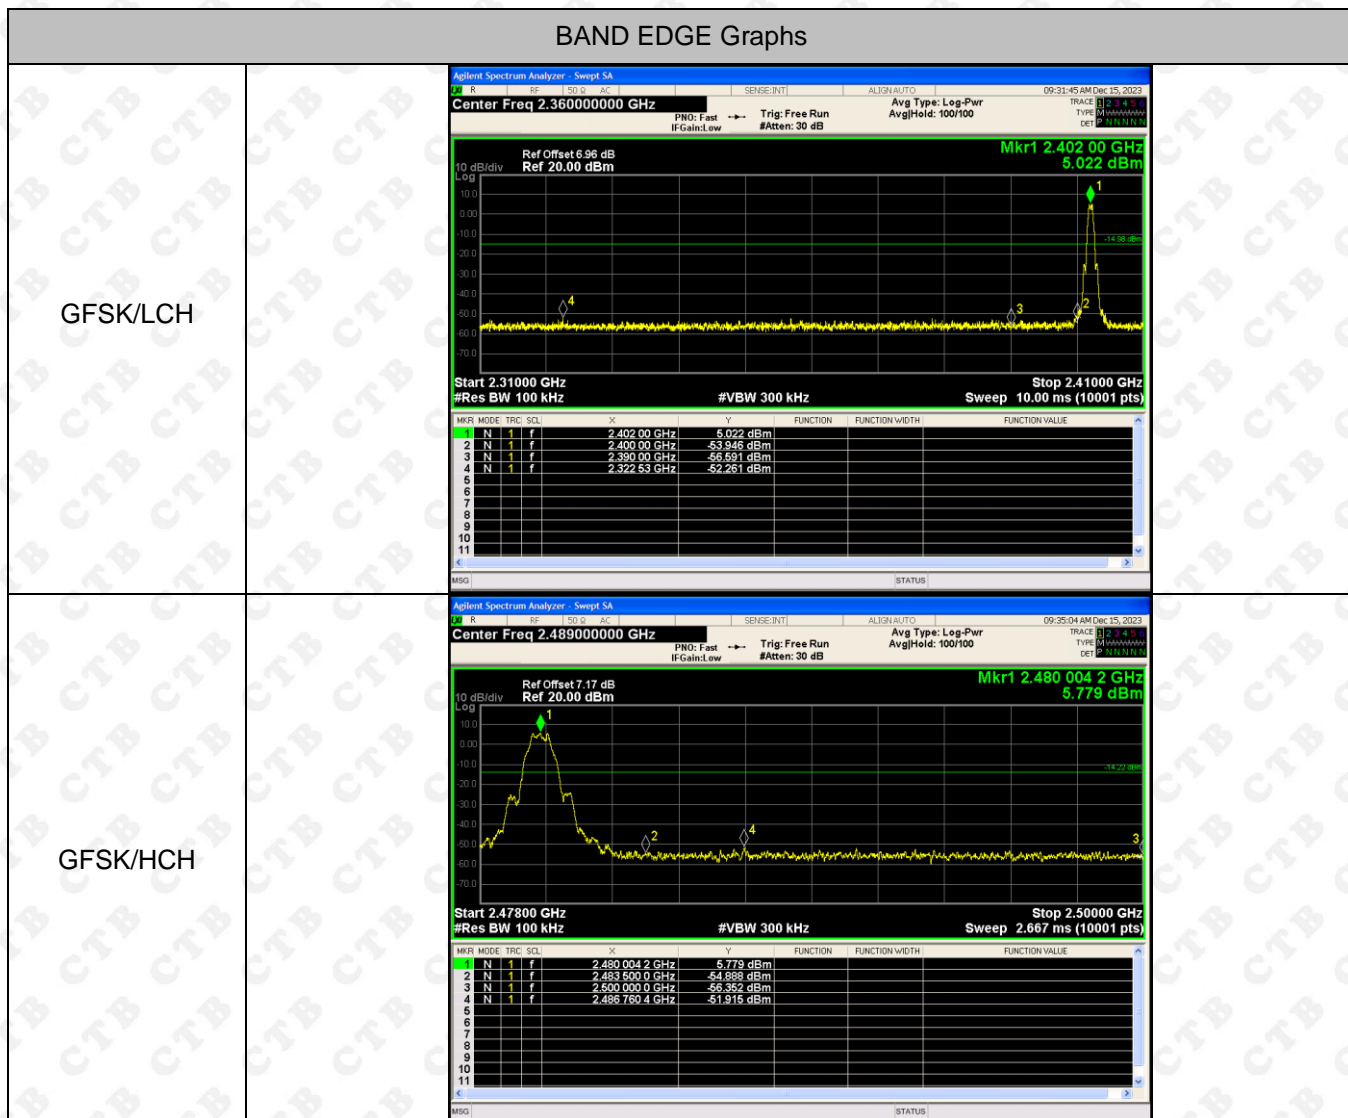 BAND EDGE Graphs
GFSK/LCH
Agilent Spectrum Analyzer - Swept SA
R RF 50 Ω AC SENSE:INT ALIGN AUTO 09:31:45 AM Dec 15, 2023
Center Freq 2.360000000 GHz
PNO: Fast
IFGain:Low
Trig: Free Run
#Atten: 30 dB
Avg Type: Log-Pwr
Avg|Hold: 100/100
TRACE 1 2 3 4 5 6
TYPE M
DET P N N N N N
Ref Offset 6.96 dB
10 dB/div Ref 20.00 dBm
Log
Mkr1 2.402 00 GHz
5.022 dBm
10.0
0.00
-10.0
-20.0
-30.0
-40.0
-50.0
-60.0
-70.0
-14.98 dBm
1
2
3
4
Start 2.31000 GHz Stop 2.41000 GHz
#Res BW 100 kHz #VBW 300 kHz Sweep 10.00 ms (10001 pts)
MKR MODE TRC SCL X Y FUNCTION FUNCTION WIDTH FUNCTION VALUE
1 N 1 f 2.402 00 GHz 5.022 dBm
2 N 1 f 2.400 00 GHz -53.946 dBm
3 N 1 f 2.390 00 GHz -56.591 dBm
4 N 1 f 2.322 53 GHz -52.261 dBm
5
6
7
8
9
10
11
MSG STATUS
GFSK/HCH
Agilent Spectrum Analyzer - Swept SA
R RF 50 Ω AC SENSE:INT ALIGN AUTO 09:35:04 AM Dec 15, 2023
Center Freq 2.489000000 GHz
PNO: Fast
IFGain:Low
Trig: Free Run
#Atten: 30 dB
Avg Type: Log-Pwr
Avg|Hold: 100/100
TRACE 1 2 3 4 5 6
TYPE M
DET P N N N N N
Ref Offset 7.17 dB
10 dB/div Ref 20.00 dBm
Log
Mkr1 2.480 004 2 GHz
5.779 dBm
10.0
0.00
-10.0
-20.0
-30.0
-40.0
-50.0
-60.0
-70.0
-14.22 dBm
1
2
4
3
Start 2.47800 GHz Stop 2.50000 GHz
#Res BW 100 kHz #VBW 300 kHz Sweep 2.667 ms (10001 pts)
MKR MODE TRC SCL X Y FUNCTION FUNCTION WIDTH FUNCTION VALUE
1 N 1 f 2.480 004 2 GHz 5.779 dBm
2 N 1 f 2.483 500 0 GHz -54.888 dBm
3 N 1 f 2.500 000 0 GHz -56.352 dBm
4 N 1 f 2.486 760 4 GHz -51.915 dBm
5
6
7
8
9
10
11
MSG STATUS